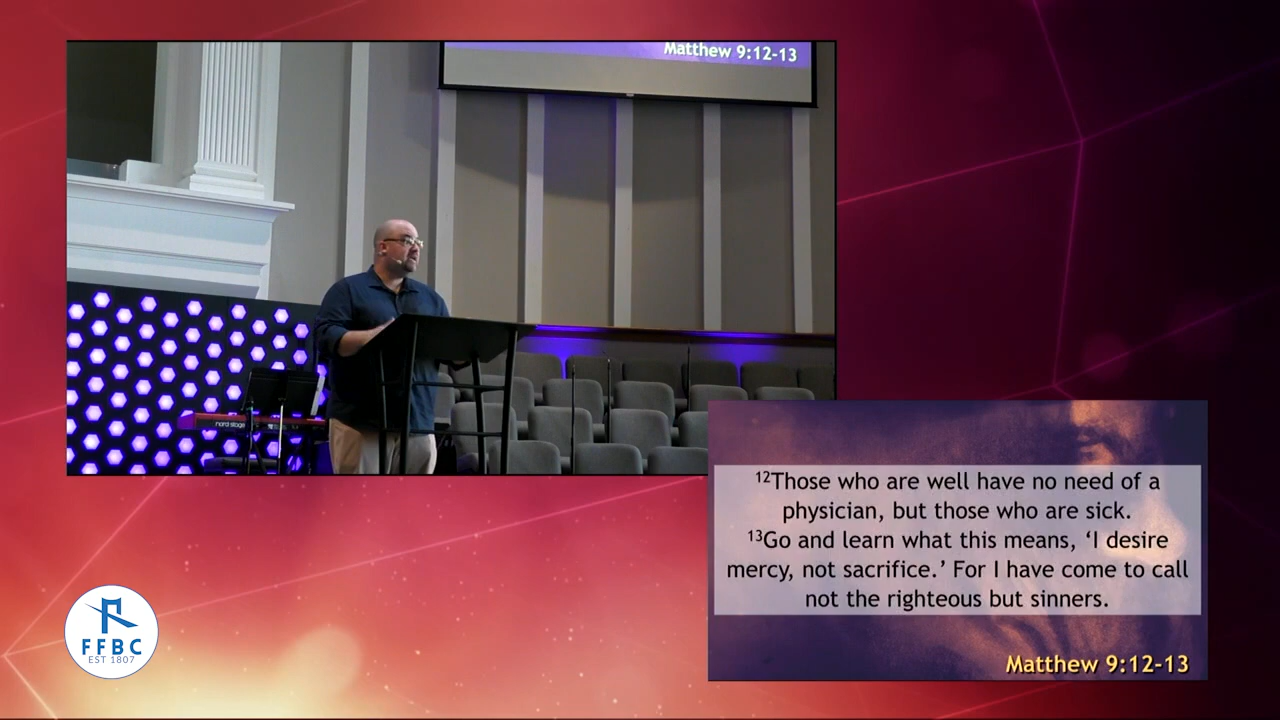 Matthew 9:12-13
nord stage
¹²Those who are well have no need of a
physician, but those who are sick.
¹³Go and learn what this means, ‘I desire
mercy, not sacrifice.’ For I have come to call
not the righteous but sinners.
Matthew 9:12-13
FFBC
EST 1807